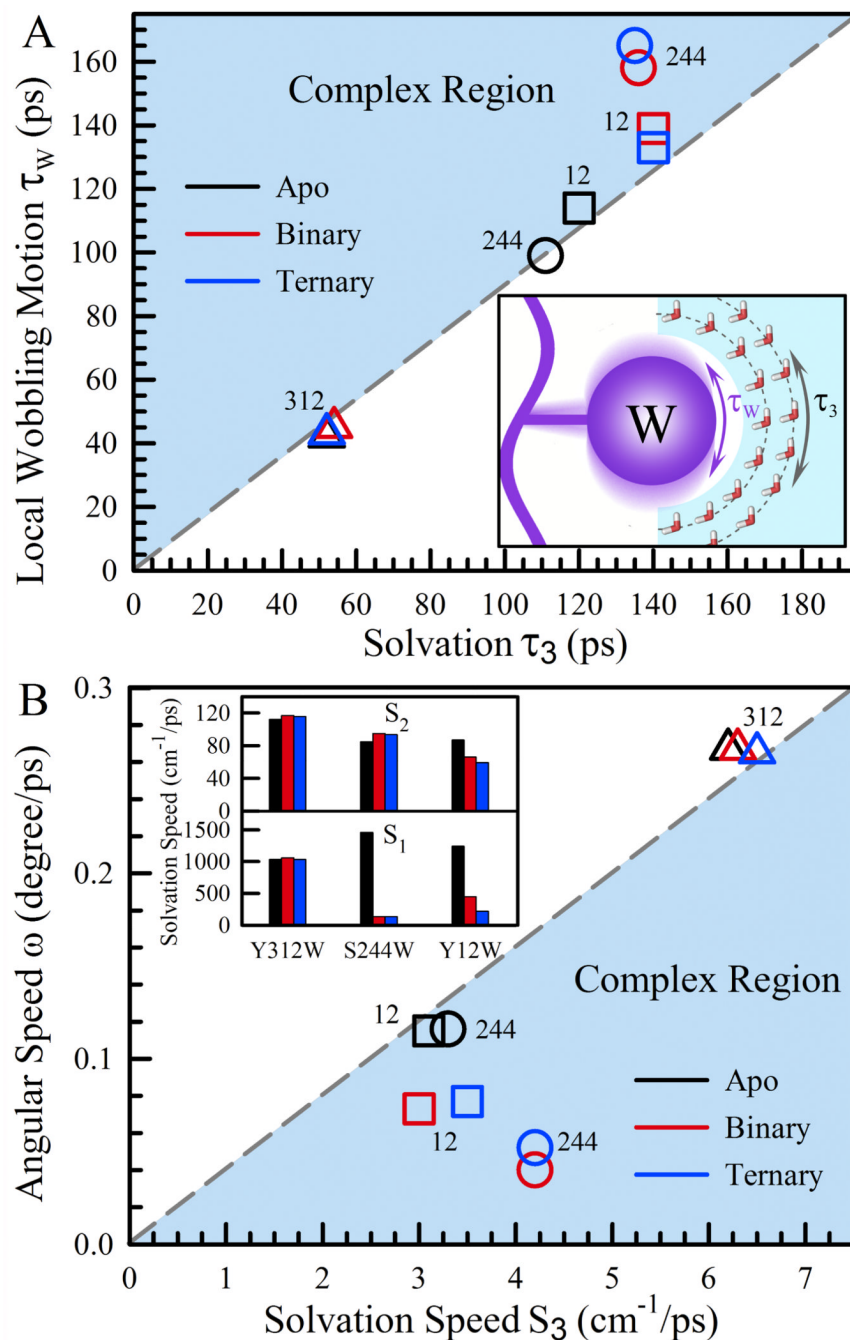 A
Local Wobbling Motion τW (ps)
160
140
120
100
80
60
40
20
0
Complex Region
244
12
12
244
312
Apo
Binary
Ternary
W
τW
τ3
0 20 40 60 80 100 120 140 160 180
Solvation τ3 (ps)
B
Angular Speed ω (degree/ps)
0.3
0.2
0.1
0.0
Solvation Speed (cm-1/ps)
120
80
40
0
S2
1500
1000
500
0
S1
Y312W S244W Y12W
312
Complex Region
12
244
12
244
Apo
Binary
Ternary
0 1 2 3 4 5 6 7
Solvation Speed S3 (cm-1/ps)